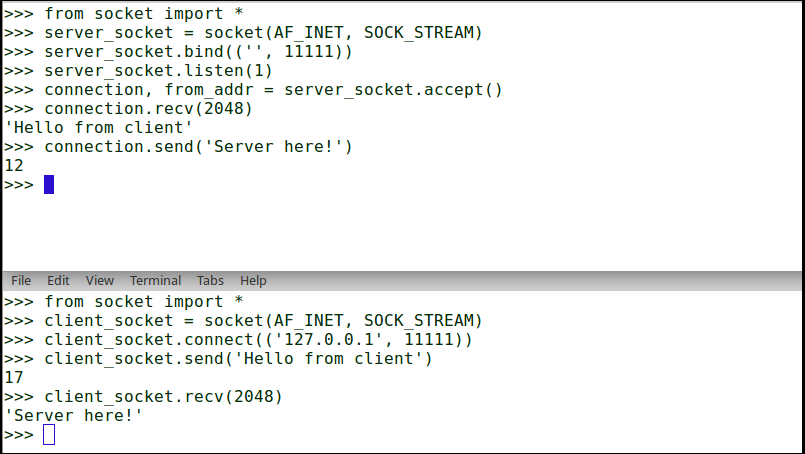 >>> from socket import *
>>> server_socket = socket(AF_INET, SOCK_STREAM)
>>> server_socket.bind(('', 11111))
>>> server_socket.listen(1)
>>> connection, from_addr = server_socket.accept()
>>> connection.recv(2048)
'Hello from client'
>>> connection.send('Server here!')
12
>>>
File Edit View Terminal Tabs Help
>>> from socket import *
>>> client_socket = socket(AF_INET, SOCK_STREAM)
>>> client_socket.connect(('127.0.0.1', 11111))
>>> client_socket.send('Hello from client')
17
>>> client_socket.recv(2048)
'Server here!'
>>>